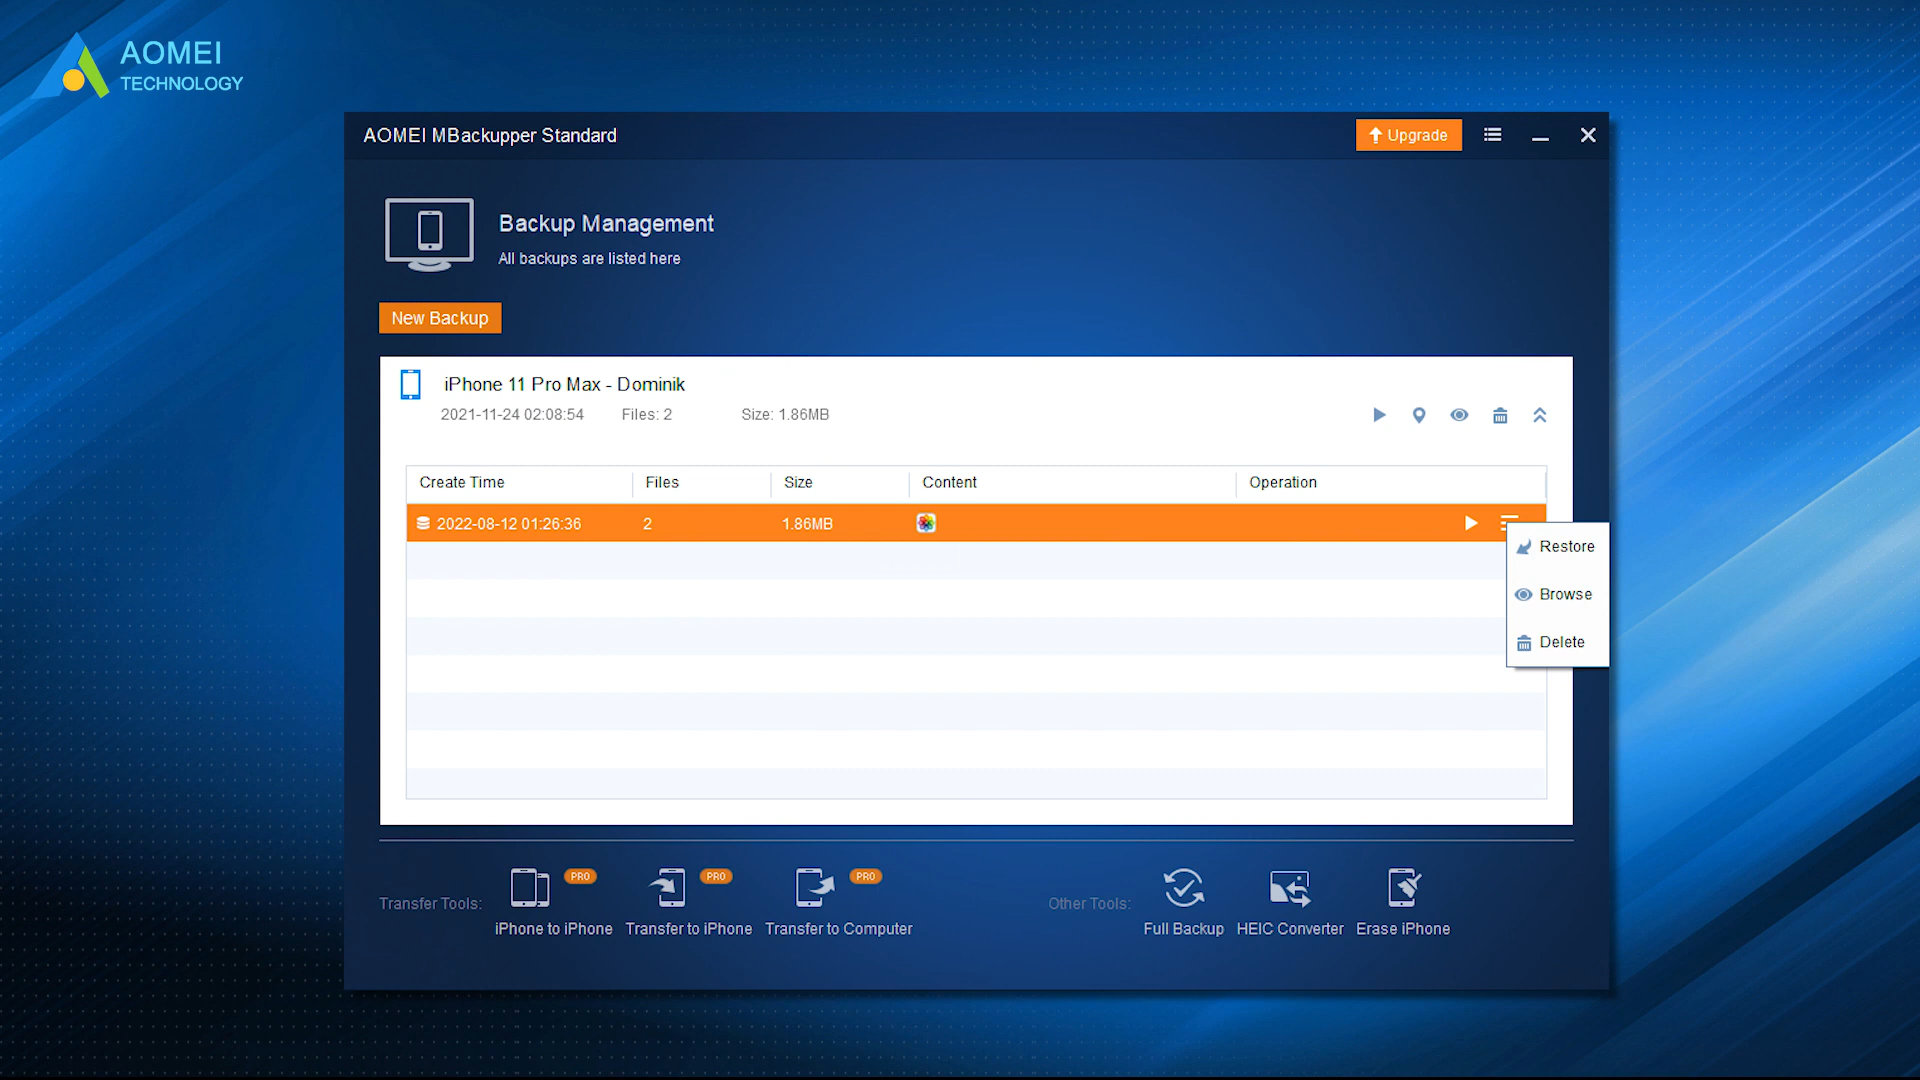 AOMEI
TECHNOLOGY
AOMEI MBackupper Standard
Upgrade
Backup Management
All backups are listed here
New Backup
iPhone 11 Pro Max - Dominik
2021-11-24 02:08:54 Files: 2 Size: 1.86MB
Create Time Files Size Content Operation
2022-08-12 01:26:36 2 1.86MB
Restore
Browse
Delete
PRO PRO PRO
Transfer Tools: Other Tools:
iPhone to iPhone Transfer to iPhone Transfer to Computer Full Backup HEIC Converter Erase iPhone